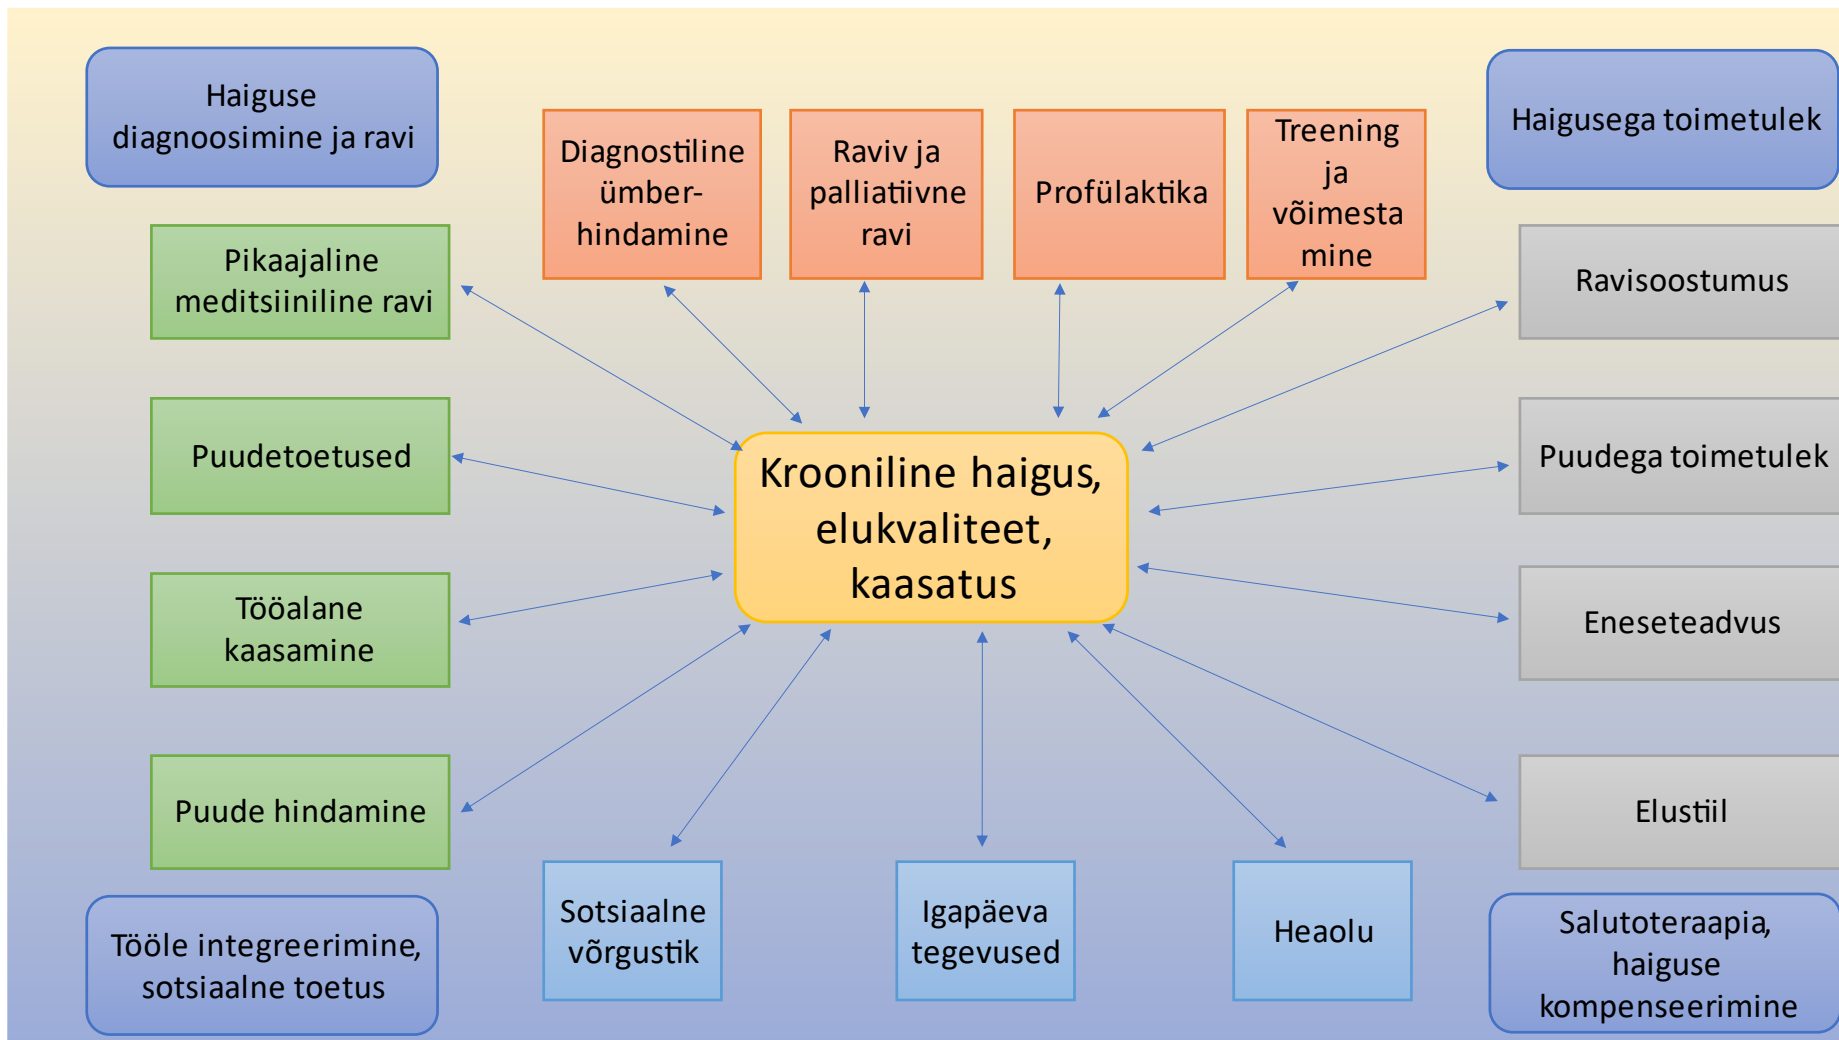 Haiguse
diagnoosimine ja ravi
Diagnostiline
ümber-
hindamine
Raviv ja
palliatiivne
ravi
Profülaktika
Treening
ja
võimesta
mine
Haigusega toimetulek
Pikaajaline
meditsiiniline ravi
Ravisoostumus
Puudetoetused
Krooniline haigus,
elukvaliteet,
kaasatus
Puudega toimetulek
Tööalane
kaasamine
Eneseteadvus
Puude hindamine
Elustiil
Tööle integreerimine,
sotsiaalne toetus
Sotsiaalne
võrgustik
Igapäeva
tegevused
Heaolu
Salutoteraapia,
haiguse
kompenseerimine